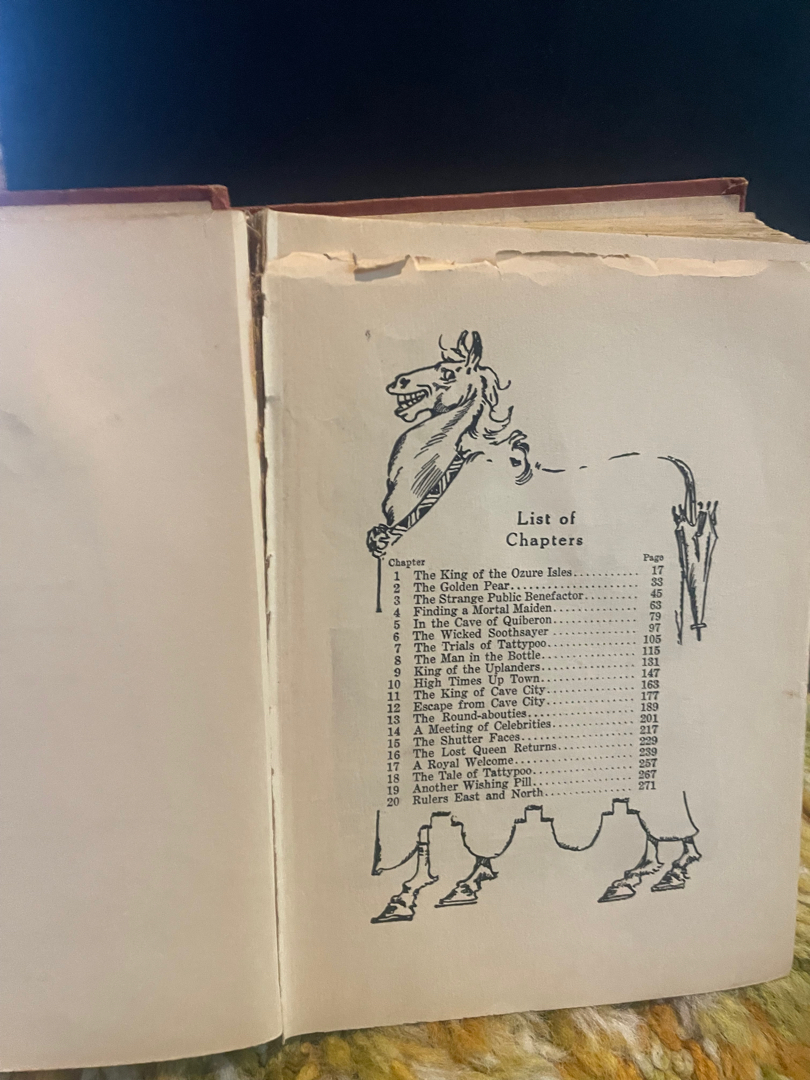 List of
Chapters
Chapter Page
1 The King of the Ozure Isles........... 17
2 The Golden Pear...................... 33
3 The Strange Public Benefactor......... 45
4 Finding a Mortal Maiden.............. 63
5 In the Cave of Quiberon.............. 79
6 The Wicked Soothsayer .............. 97
7 The Trials of Tattypoo............... 105
8 The Man in the Bottle................ 115
9 King of the Uplanders................ 131
10 High Times Up Town................ 147
11 The King of Cave City............... 163
12 Escape from Cave City............... 177
13 The Round-abouties.................. 189
14 A Meeting of Celebrities.............. 201
15 The Shutter Faces.................... 217
16 The Lost Queen Returns............. 229
17 A Royal Welcome.................... 239
18 The Tale of Tattypoo................. 257
19 Another Wishing Pill................. 267
20 Rulers East and North............... 271